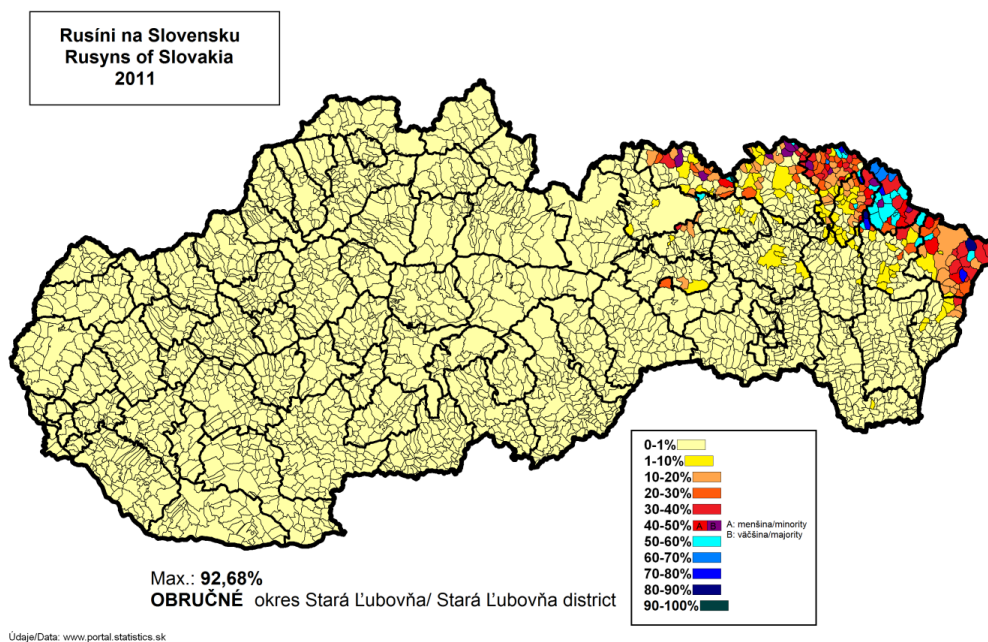 Rusíni na Slovensku
Rusyns of Slovakia
2011
0-1%
1-10%
10-20%
20-30%
30-40%
40-50% A B A: menšina/minority
B: väčšina/majority
50-60%
60-70%
70-80%
80-90%
90-100%
Max.: 92,68%
OBRUČNÉ okres Stará Ľubovňa/ Stará Ľubovňa district
Údaje/Data: www.portal.statistics.sk